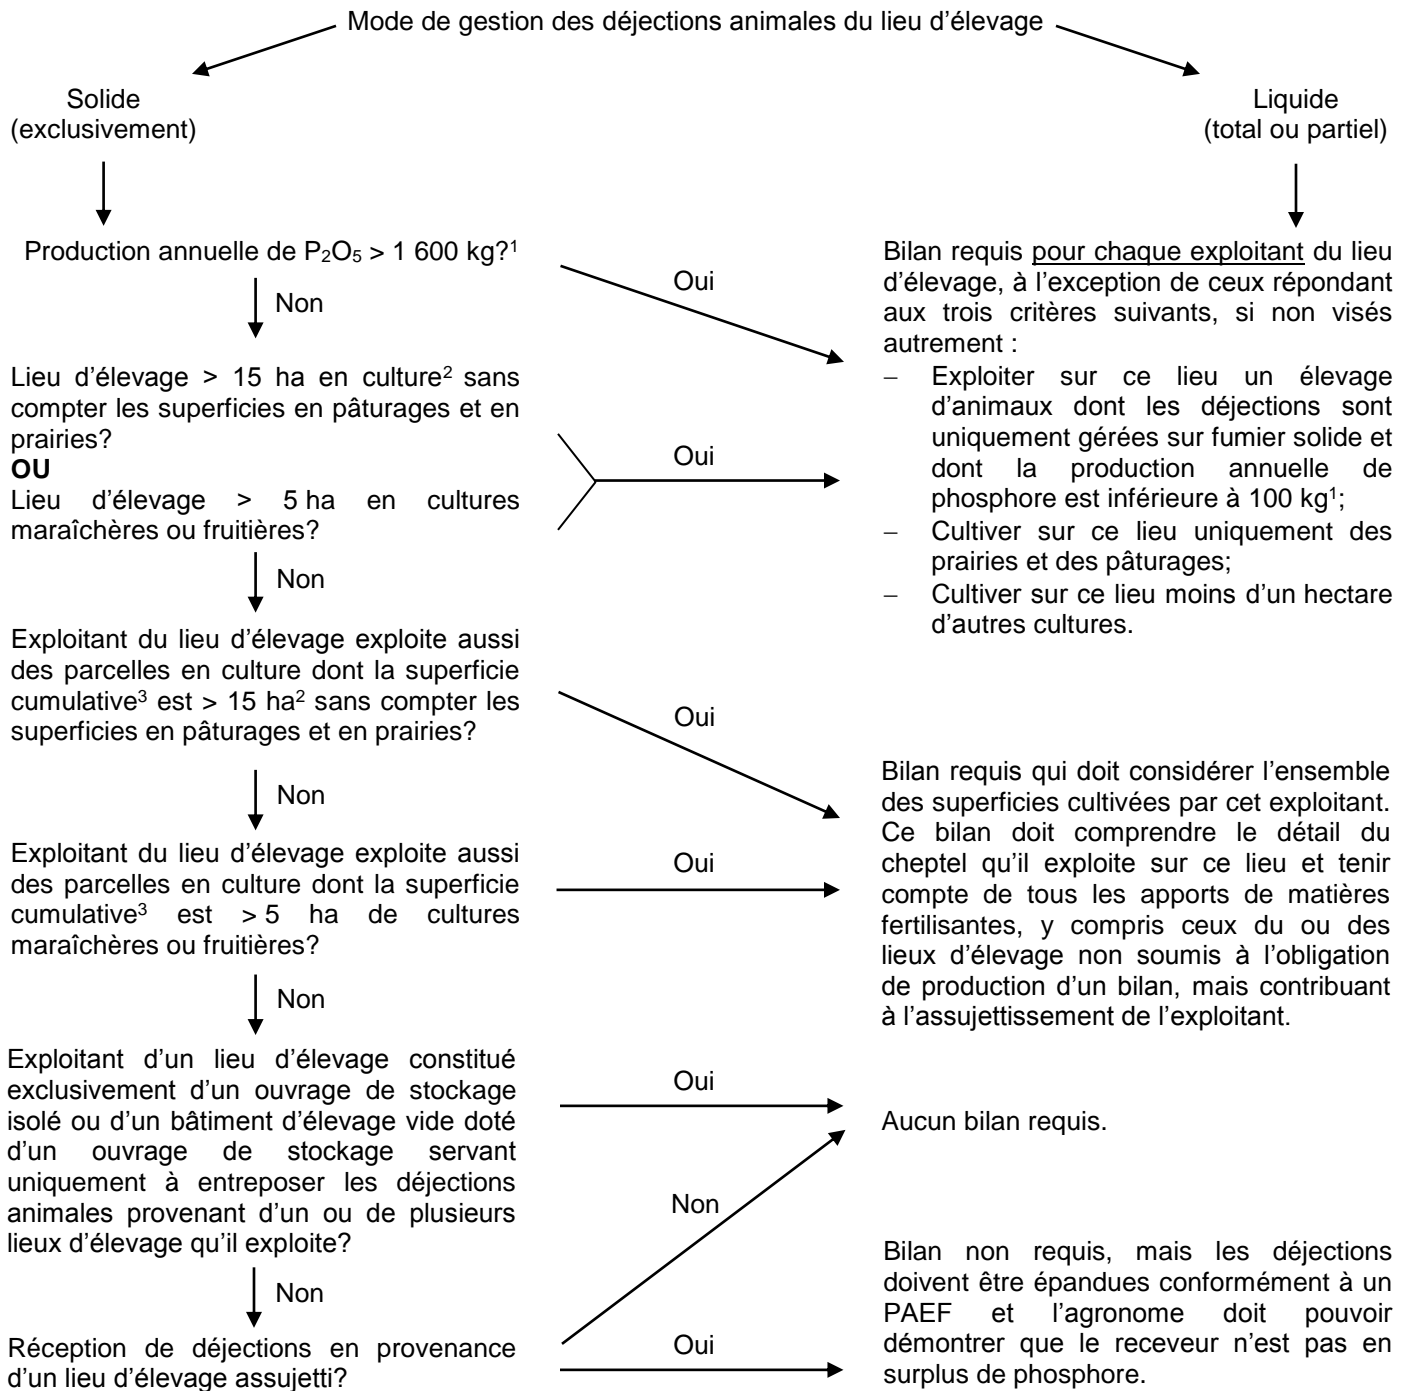 Mode de gestion des déjections animales du lieu d’élevage
Solide
(exclusivement)
Liquide
(total ou partiel)
Production annuelle de P₂O₅ > 1 600 kg?¹
Oui
Non
Lieu d’élevage > 15 ha en culture² sans
compter les superficies en pâturages et en
prairies?
OU
Lieu d’élevage > 5 ha en cultures
maraîchères ou fruitières?
Oui
Non
Bilan requis pour chaque exploitant du lieu
d’élevage, à l’exception de ceux répondant
aux trois critères suivants, si non visés
autrement :
– Exploiter sur ce lieu un élevage
d’animaux dont les déjections sont
uniquement gérées sur fumier solide et
dont la production annuelle de
phosphore est inférieure à 100 kg¹;
– Cultiver sur ce lieu uniquement des
prairies et des pâturages;
– Cultiver sur ce lieu moins d’un hectare
d’autres cultures.
Exploitant du lieu d’élevage exploite aussi
des parcelles en culture dont la superficie
cumulative³ est > 15 ha² sans compter les
superficies en pâturages et en prairies?
Oui
Non
Exploitant du lieu d’élevage exploite aussi
des parcelles en culture dont la superficie
cumulative³ est > 5 ha de cultures
maraîchères ou fruitières?
Oui
Non
Bilan requis qui doit considérer l’ensemble
des superficies cultivées par cet exploitant.
Ce bilan doit comprendre le détail du
cheptel qu’il exploite sur ce lieu et tenir
compte de tous les apports de matières
fertilisantes, y compris ceux du ou des
lieux d’élevage non soumis à l’obligation
de production d’un bilan, mais contribuant
à l’assujettissement de l’exploitant.
Exploitant d’un lieu d’élevage constitué
exclusivement d’un ouvrage de stockage
isolé ou d’un bâtiment d’élevage vide doté
d’un ouvrage de stockage servant
uniquement à entreposer les déjections
animales provenant d’un ou de plusieurs
lieux d’élevage qu’il exploite?
Oui
Non
Aucun bilan requis.
Réception de déjections en provenance
d’un lieu d’élevage assujetti?
Non
Oui
Bilan non requis, mais les déjections
doivent être épandues conformément à un
PAEF et l’agronome doit pouvoir
démontrer que le receveur n’est pas en
surplus de phosphore.